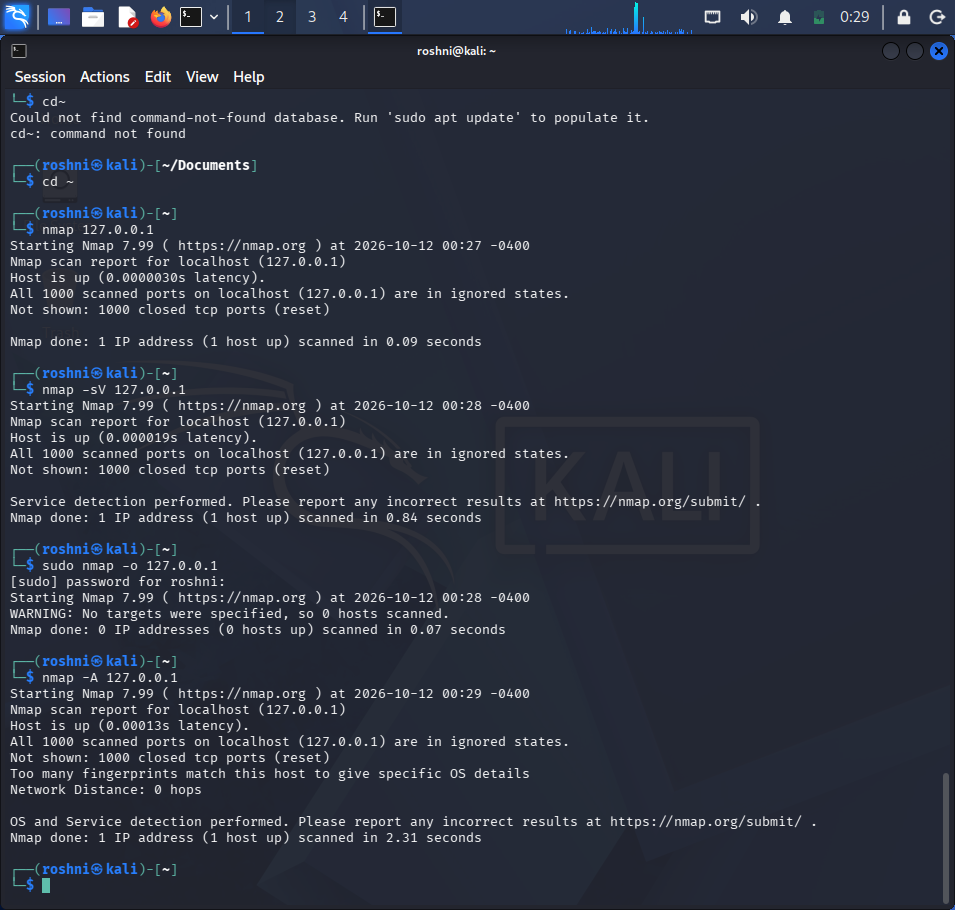 1 2 3 4 0:29
roshni@kali: ~
Session Actions Edit View Help
└─$ cd~
Could not find command-not-found database. Run 'sudo apt update' to populate it.
cd~: command not found
┌──(roshni㉿kali)-[~/Documents]
└─$ cd ~
┌──(roshni㉿kali)-[~]
└─$ nmap 127.0.0.1
Starting Nmap 7.99 ( https://nmap.org ) at 2026-10-12 00:27 -0400
Nmap scan report for localhost (127.0.0.1)
Host is up (0.0000030s latency).
All 1000 scanned ports on localhost (127.0.0.1) are in ignored states.
Not shown: 1000 closed tcp ports (reset)
Nmap done: 1 IP address (1 host up) scanned in 0.09 seconds
┌──(roshni㉿kali)-[~]
└─$ nmap -sV 127.0.0.1
Starting Nmap 7.99 ( https://nmap.org ) at 2026-10-12 00:28 -0400
Nmap scan report for localhost (127.0.0.1)
Host is up (0.000019s latency).
All 1000 scanned ports on localhost (127.0.0.1) are in ignored states.
Not shown: 1000 closed tcp ports (reset)
Service detection performed. Please report any incorrect results at https://nmap.org/submit/ .
Nmap done: 1 IP address (1 host up) scanned in 0.84 seconds
KALI
┌──(roshni㉿kali)-[~]
└─$ sudo nmap -o 127.0.0.1
[sudo] password for roshni:
Starting Nmap 7.99 ( https://nmap.org ) at 2026-10-12 00:28 -0400
WARNING: No targets were specified, so 0 hosts scanned.
Nmap done: 0 IP addresses (0 hosts up) scanned in 0.07 seconds
┌──(roshni㉿kali)-[~]
└─$ nmap -A 127.0.0.1
Starting Nmap 7.99 ( https://nmap.org ) at 2026-10-12 00:29 -0400
Nmap scan report for localhost (127.0.0.1)
Host is up (0.00013s latency).
All 1000 scanned ports on localhost (127.0.0.1) are in ignored states.
Not shown: 1000 closed tcp ports (reset)
Too many fingerprints match this host to give specific OS details
Network Distance: 0 hops
OS and Service detection performed. Please report any incorrect results at https://nmap.org/submit/ .
Nmap done: 1 IP address (1 host up) scanned in 2.31 seconds
┌──(roshni㉿kali)-[~]
└─$